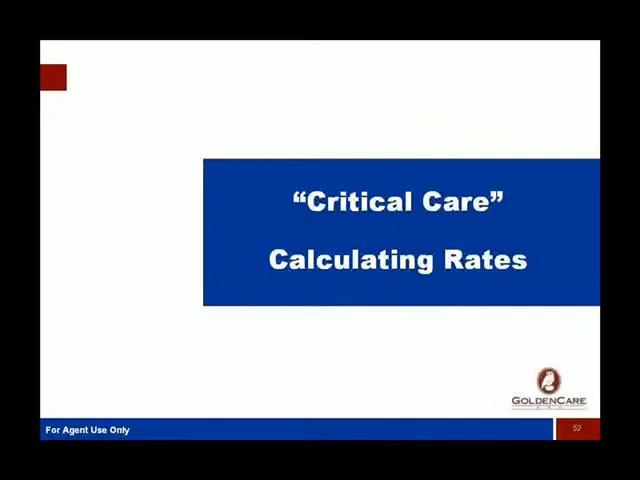 “Critical Care”
Calculating Rates
GOLDENCARE
For Agent Use Only
52